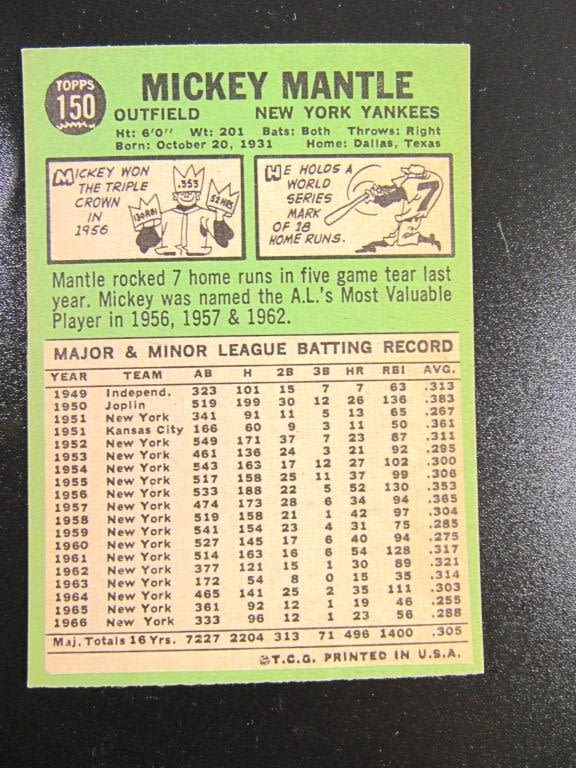 TOPPS
150
MICKEY MANTLE
OUTFIELD NEW YORK YANKEES
Ht: 6'0" Wt: 201 Bats: Both Throws: Right
Born: October 20, 1931 Home: Dallas, Texas
MICKEY WON
THE TRIPLE
CROWN
IN
1956
.353
130 RBI
52 HRS
HE HOLDS A
WORLD
SERIES
MARK
OF 18
HOME RUNS.
7
Mantle rocked 7 home runs in five game tear last
year. Mickey was named the A.L.'s Most Valuable
Player in 1956, 1957 & 1962.
MAJOR & MINOR LEAGUE BATTING RECORD
YEAR TEAM AB H 2B 3B HR RBI AVG.
1949 Independ. 323 101 15 7 7 63 .313
1950 Joplin 519 199 30 12 26 136 .383
1951 New York 341 91 11 5 13 65 .267
1951 Kansas City 166 60 9 3 11 50 .361
1952 New York 549 171 37 7 23 87 .311
1953 New York 461 136 24 3 21 92 .295
1954 New York 543 163 17 12 27 102 .300
1955 New York 517 158 25 11 37 99 .306
1956 New York 533 188 22 5 52 130 .353
1957 New York 474 173 28 6 34 94 .365
1958 New York 519 158 21 1 42 97 .304
1959 New York 541 154 23 4 31 75 .285
1960 New York 527 145 17 6 40 94 .275
1961 New York 514 163 16 6 54 128 .317
1962 New York 377 121 15 1 30 89 .321
1963 New York 172 54 8 0 15 35 .314
1964 New York 465 141 25 2 35 111 .303
1965 New York 361 92 12 1 19 46 .255
1966 New York 333 96 12 1 23 56 .288
Maj. Totals 16 Yrs. 7227 2204 313 71 496 1400 .305
©T.C.G. PRINTED IN U.S.A.